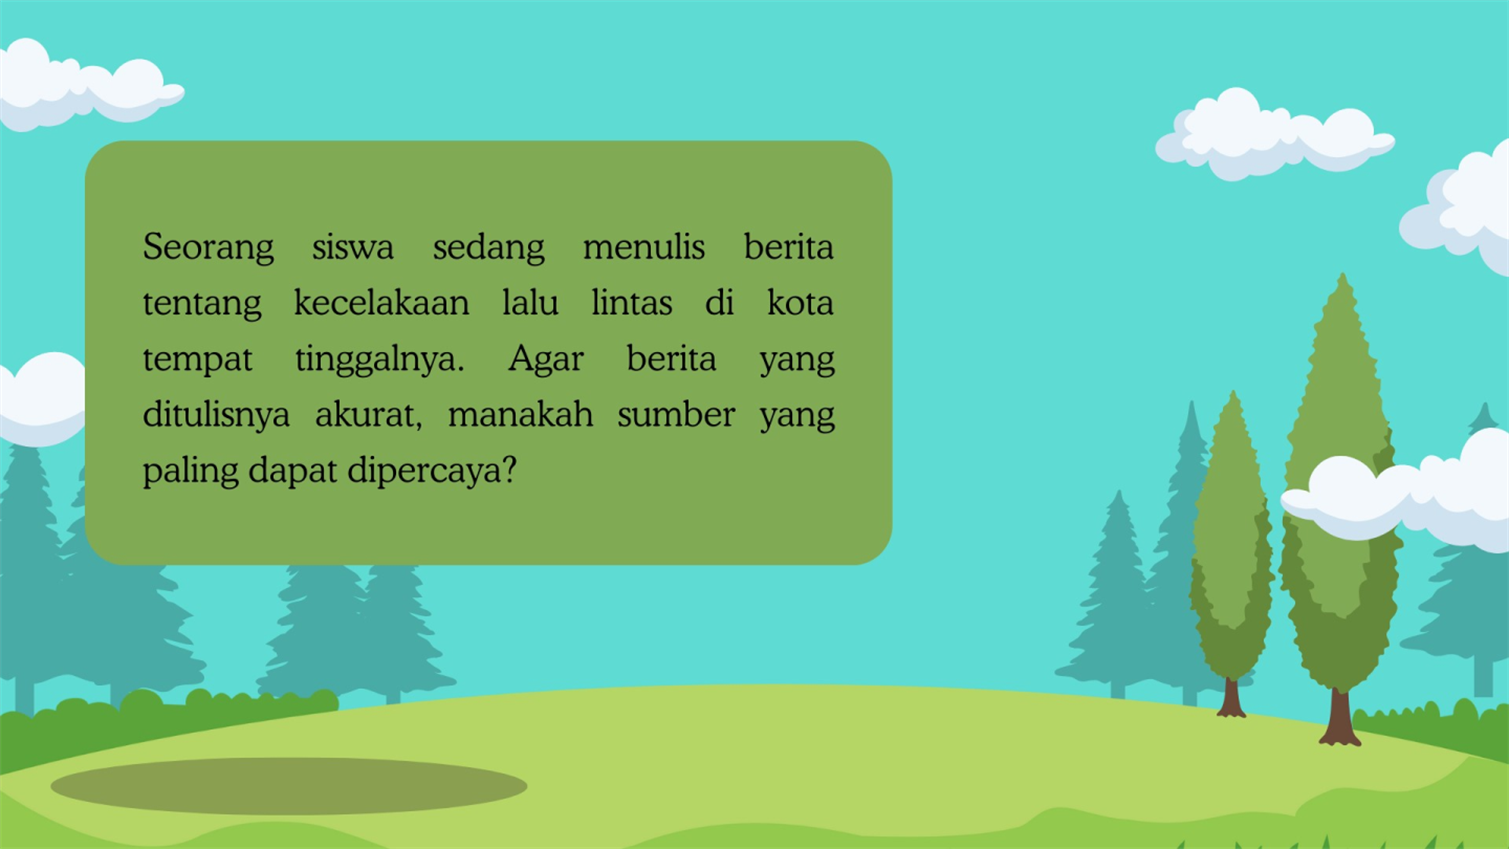 Seorang siswa sedang menulis berita
tentang kecelakaan lalu lintas di kota
tempat tinggalnya. Agar berita yang
ditulisnya akurat, manakah sumber yang
paling dapat dipercaya?